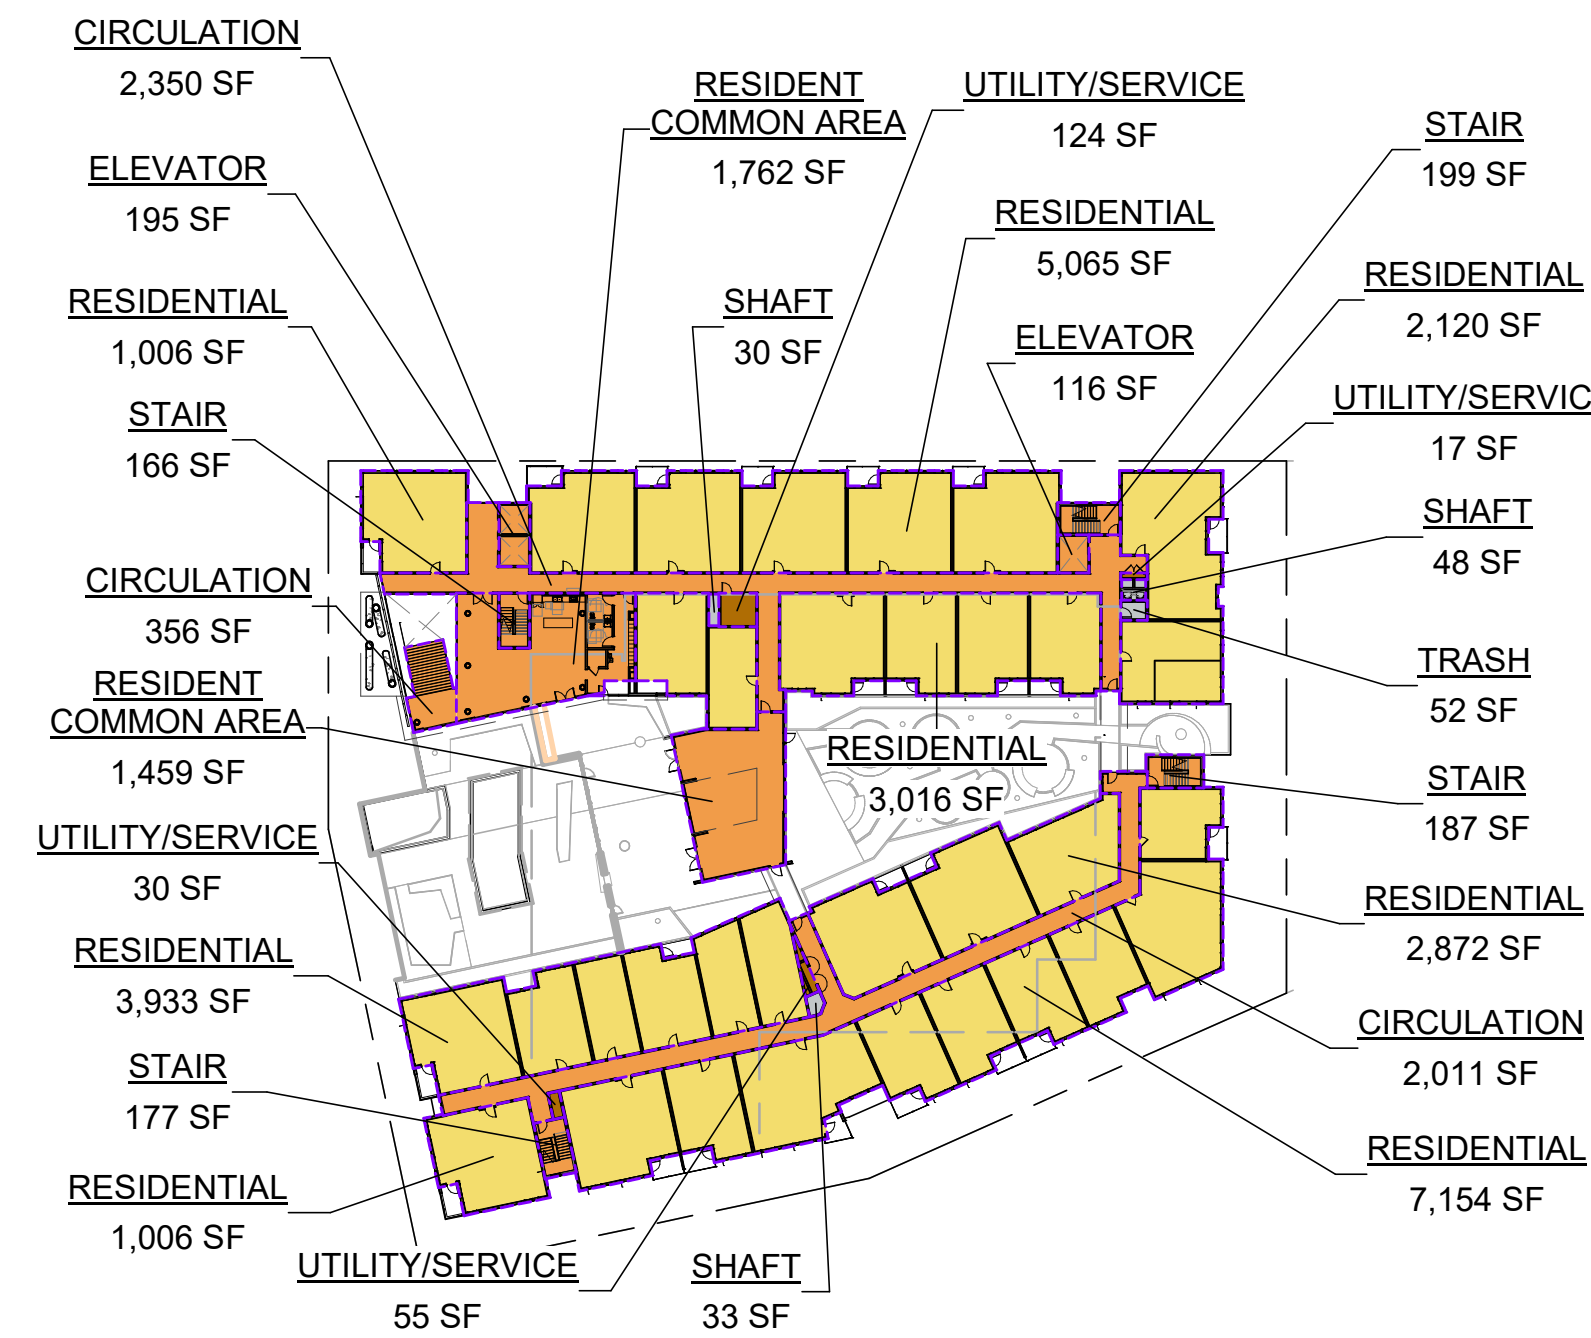 CIRCULATION
2,350 SF
RESIDENT
COMMON AREA
1,762 SF
UTILITY/SERVICE
124 SF
STAIR
199 SF
ELEVATOR
195 SF
RESIDENTIAL
5,065 SF
RESIDENTIAL
1,006 SF
SHAFT
30 SF
RESIDENTIAL
2,120 SF
ELEVATOR
116 SF
STAIR
166 SF
UTILITY/SERVIC
17 SF
SHAFT
48 SF
CIRCULATION
356 SF
TRASH
52 SF
RESIDENT
COMMON AREA
1,459 SF
RESIDENTIAL
3,016 SF
STAIR
187 SF
UTILITY/SERVICE
30 SF
RESIDENTIAL
2,872 SF
RESIDENTIAL
3,933 SF
CIRCULATION
2,011 SF
STAIR
177 SF
RESIDENTIAL
7,154 SF
RESIDENTIAL
1,006 SF
UTILITY/SERVICE
55 SF
SHAFT
33 SF